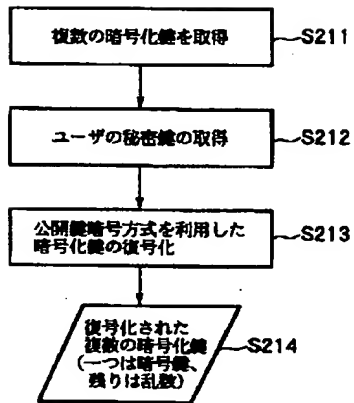 複数の暗号化鍵を取得
S211
ユーザの秘密鍵の取得
S212
公開鍵暗号方式を利用した
暗号化鍵の復号化
S213
復号化された
複数の暗号化鍵
(一つは暗号鍵、
残りは乱数)
S214